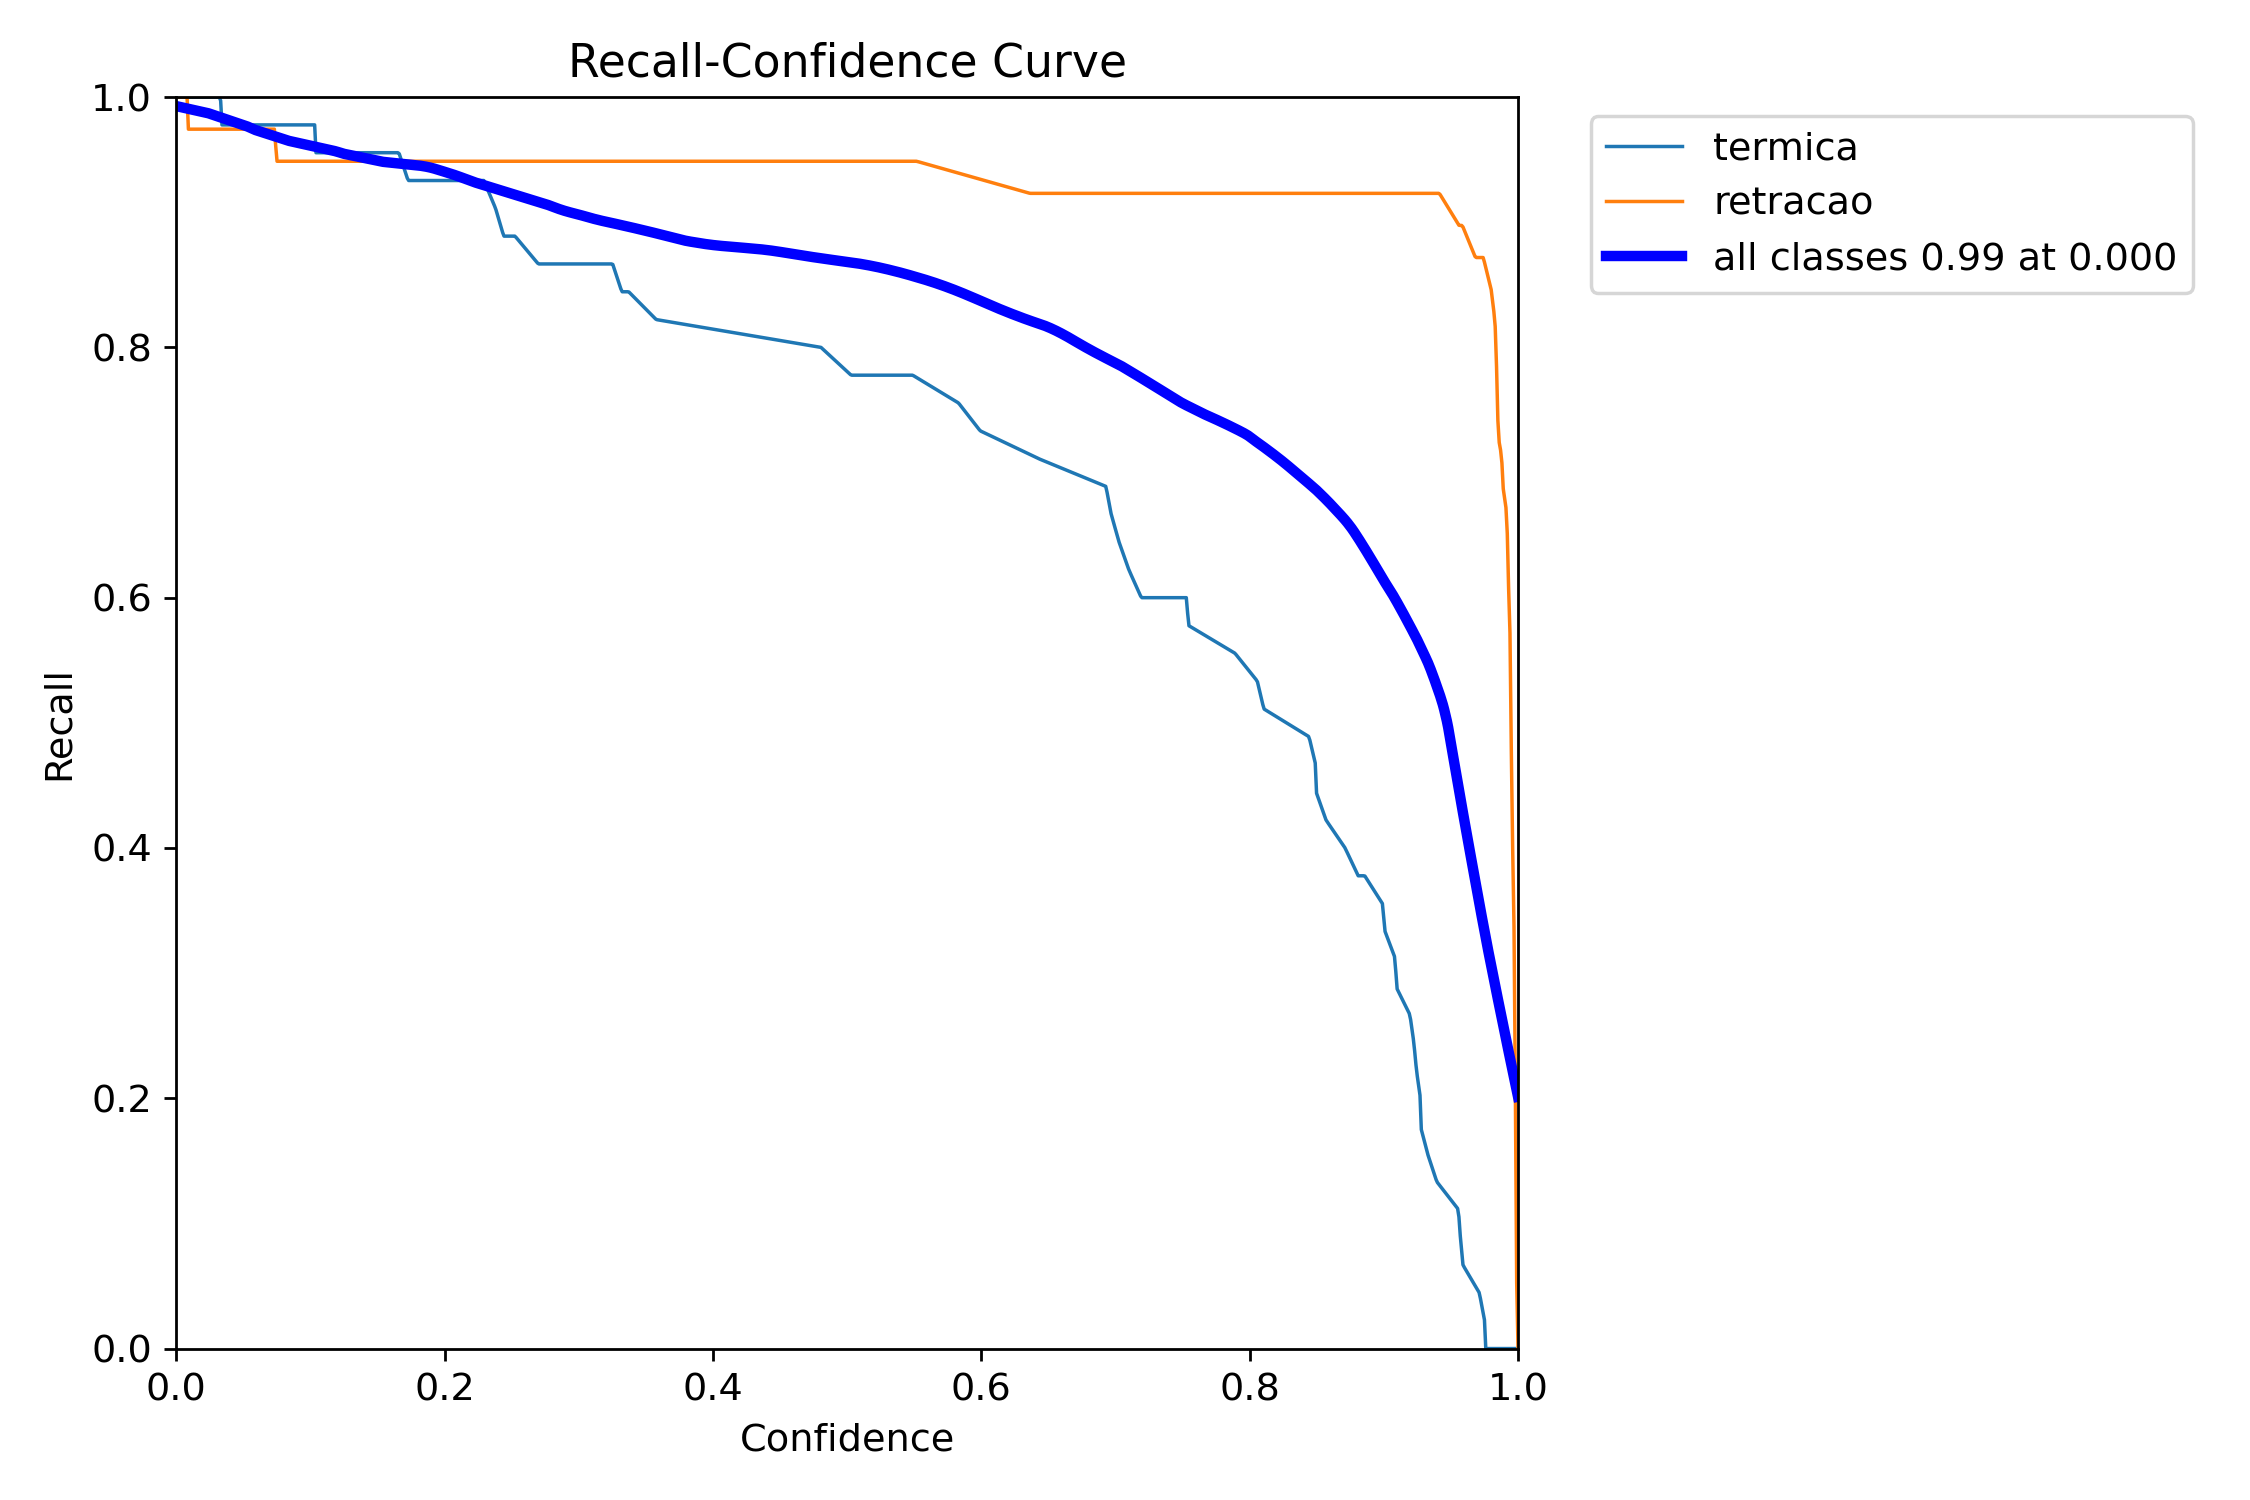 Recall-Confidence Curve
1.0
0.8
0.6
0.4
0.2
0.0
Recall
0.0 0.2 0.4 0.6 0.8 1.0
Confidence
termica
retracao
all classes 0.99 at 0.000